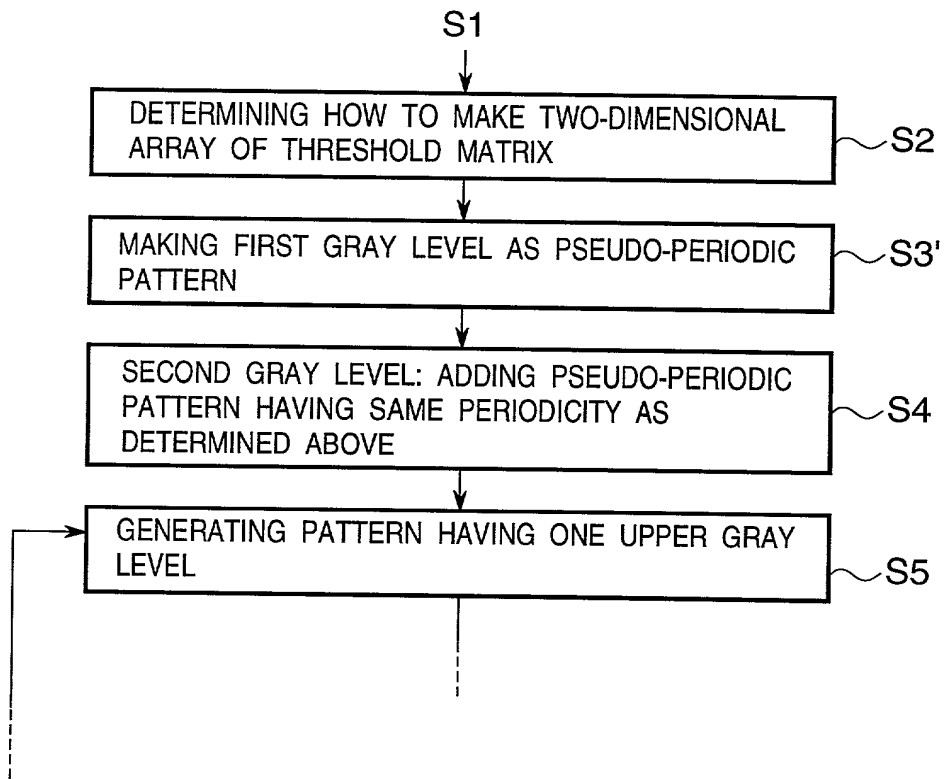 S1
DETERMINING HOW TO MAKE TWO-DIMENSIONAL
ARRAY OF THRESHOLD MATRIX
S2
MAKING FIRST GRAY LEVEL AS PSEUDO-PERIODIC
PATTERN
S3'
SECOND GRAY LEVEL: ADDING PSEUDO-PERIODIC
PATTERN HAVING SAME PERIODICITY AS
DETERMINED ABOVE
S4
GENERATING PATTERN HAVING ONE UPPER GRAY
LEVEL
S5